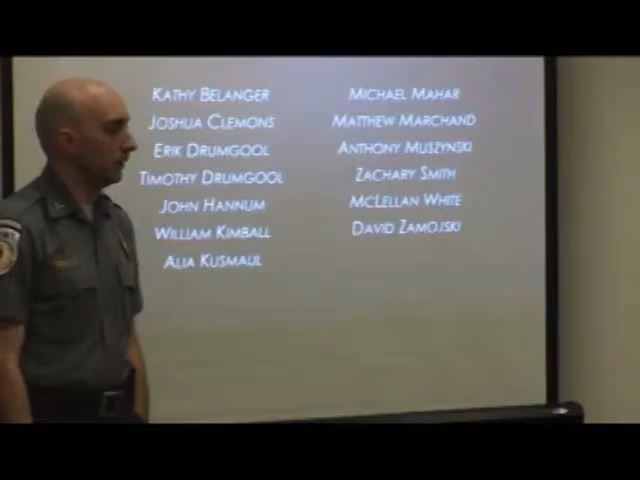 Kathy Belanger
Joshua Clemons
Erik Drumgool
Timothy Drumgool
John Hannum
William Kimball
Alia Kusmaul
Michael Mahar
Matthew Marchand
Anthony Muszynski
Zachary Smith
McLellan White
David Zamojski